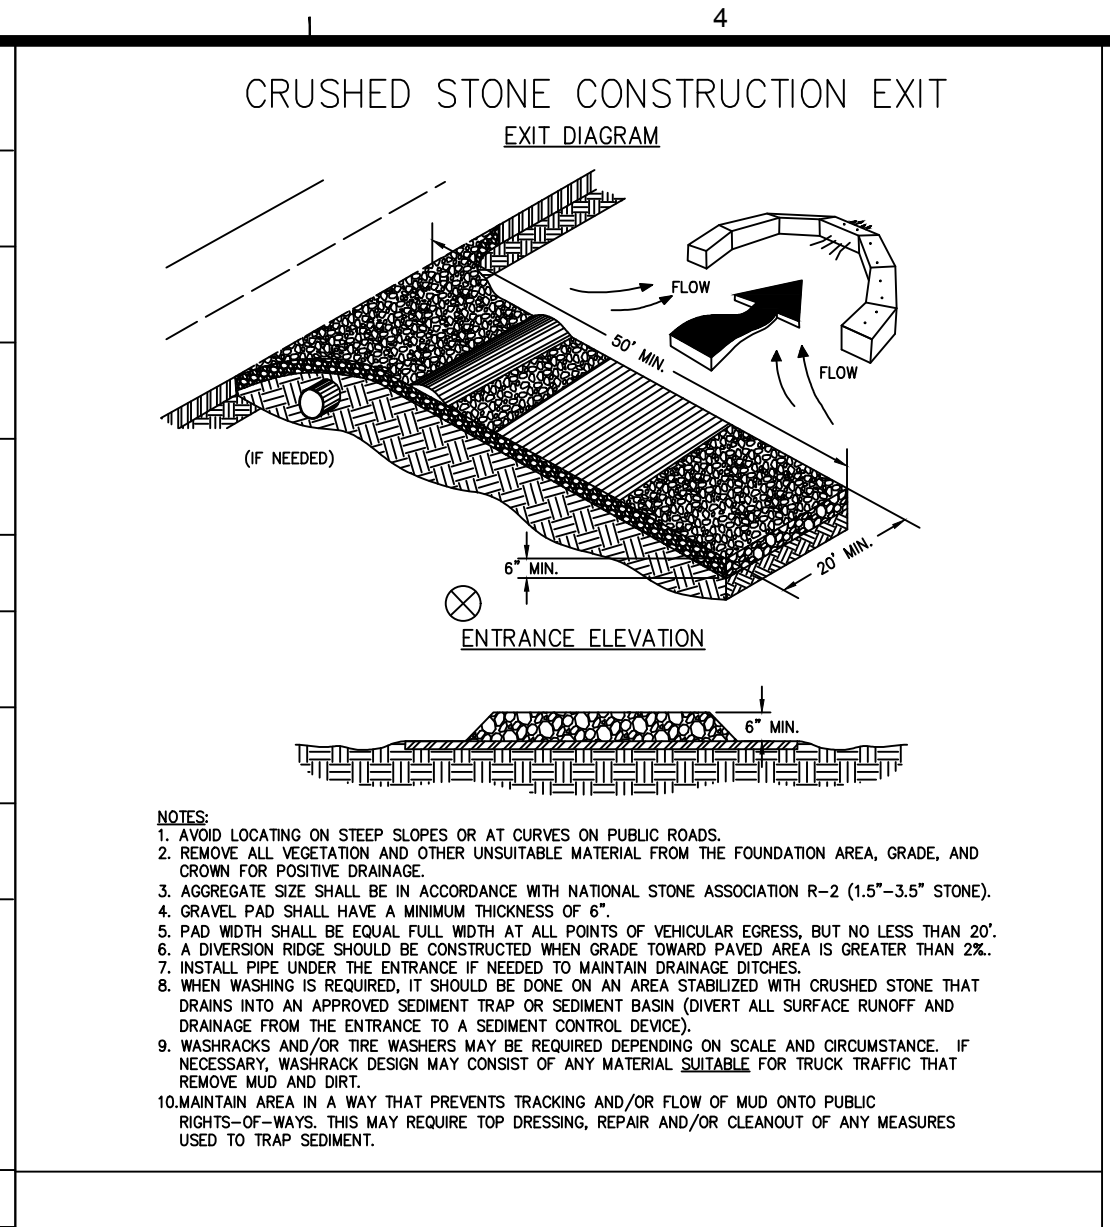 4
CRUSHED STONE CONSTRUCTION EXIT
EXIT DIAGRAM
FLOW
50' MIN.
FLOW
(IF NEEDED)
20' MIN.
6" MIN.
ENTRANCE ELEVATION
6" MIN.
NOTES:
1. AVOID LOCATING ON STEEP SLOPES OR AT CURVES ON PUBLIC ROADS.
2. REMOVE ALL VEGETATION AND OTHER UNSUITABLE MATERIAL FROM THE FOUNDATION AREA, GRADE, AND
CROWN FOR POSITIVE DRAINAGE.
3. AGGREGATE SIZE SHALL BE IN ACCORDANCE WITH NATIONAL STONE ASSOCIATION R-2 (1.5"-3.5" STONE).
4. GRAVEL PAD SHALL HAVE A MINIMUM THICKNESS OF 6".
5. PAD WIDTH SHALL BE EQUAL FULL WIDTH AT ALL POINTS OF VEHICULAR EGRESS, BUT NO LESS THAN 20'.
6. A DIVERSION RIDGE SHOULD BE CONSTRUCTED WHEN GRADE TOWARD PAVED AREA IS GREATER THAN 2%..
7. INSTALL PIPE UNDER THE ENTRANCE IF NEEDED TO MAINTAIN DRAINAGE DITCHES.
8. WHEN WASHING IS REQUIRED, IT SHOULD BE DONE ON AN AREA STABILIZED WITH CRUSHED STONE THAT
DRAINS INTO AN APPROVED SEDIMENT TRAP OR SEDIMENT BASIN (DIVERT ALL SURFACE RUNOFF AND
DRAINAGE FROM THE ENTRANCE TO A SEDIMENT CONTROL DEVICE).
9. WASHRACKS AND/OR TIRE WASHERS MAY BE REQUIRED DEPENDING ON SCALE AND CIRCUMSTANCE. IF
NECESSARY, WASHRACK DESIGN MAY CONSIST OF ANY MATERIAL SUITABLE FOR TRUCK TRAFFIC THAT
REMOVE MUD AND DIRT.
10.MAINTAIN AREA IN A WAY THAT PREVENTS TRACKING AND/OR FLOW OF MUD ONTO PUBLIC
RIGHTS-OF-WAYS. THIS MAY REQUIRE TOP DRESSING, REPAIR AND/OR CLEANOUT OF ANY MEASURES
USED TO TRAP SEDIMENT.